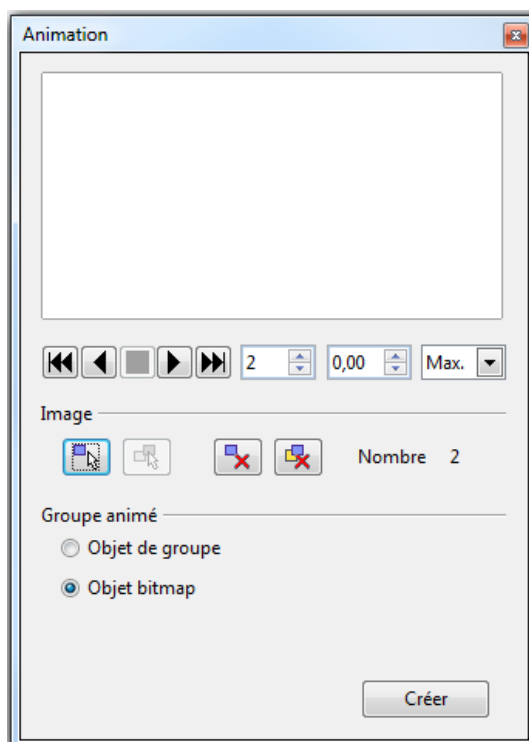 Animation
2 0,00 Max.
Image
Nombre 2
Groupe animé
Objet de groupe
Objet bitmap
Créer